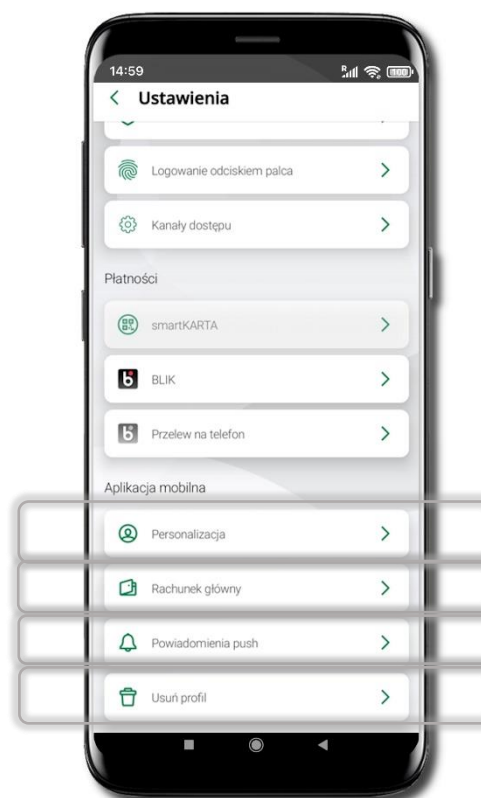 14:59
R
100
Ustawienia
Logowanie odciskiem palca
Kanały dostępu
Płatności
smartKARTA
BLIK
Przelew na telefon
Aplikacja mobilna
Personalizacja
Rachunek główny
Powiadomienia push
Usuń profil